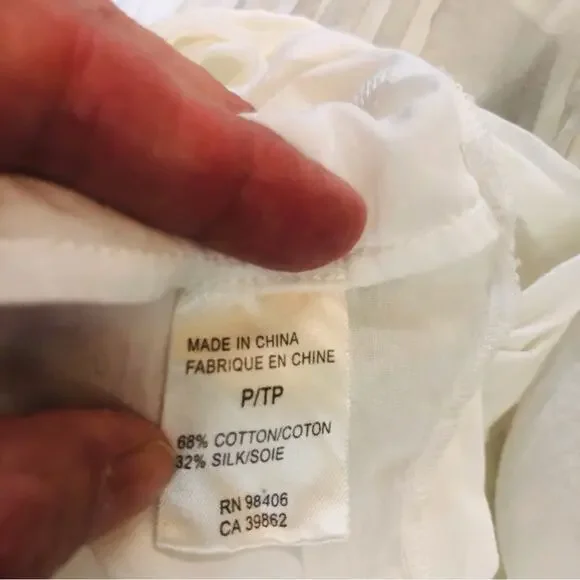 MADE IN CHINA
FABRIQUE EN CHINE
P/TP
68% COTTON/COTON
32% SILK/SOIE
RN 98406
CA 39862